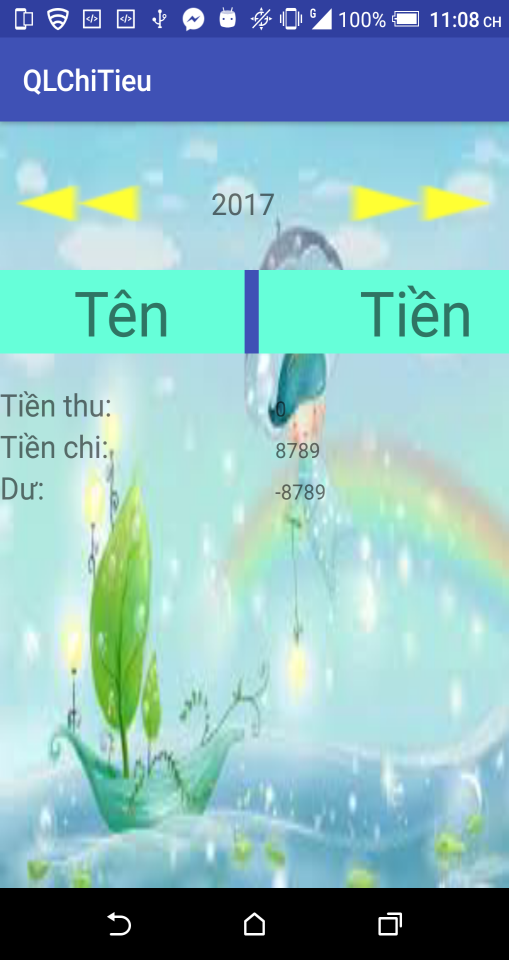 G 100% 11:08 CH
QLChiTieu
2017
Tên Tiền
Tiền thu: 0
Tiền chi: 8789
Dư: -8789